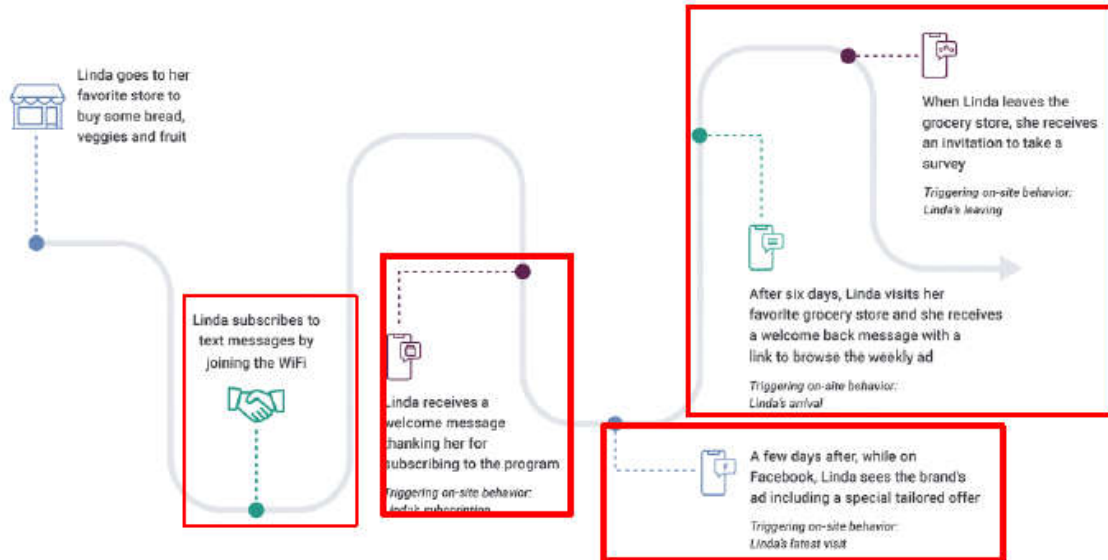 Linda goes to her
favorite store to
buy some bread,
veggies and fruit
Linda subscribes to
text messages by
joining the WiFi
Linda receives a
welcome message
thanking her for
subscribing to the program
Triggering on-site behavior:
Linda's subscription
A few days after, while on
Facebook, Linda sees the brand's
ad including a special tailored offer
Triggering on-site behavior:
Linda's latest visit
After six days, Linda visits her
favorite grocery store and she receives
a welcome back message with a
link to browse the weekly ad
Triggering on-site behavior:
Linda's arrival
When Linda leaves the
grocery store, she receives
an invitation to take a
survey
Triggering on-site behavior:
Linda's leaving